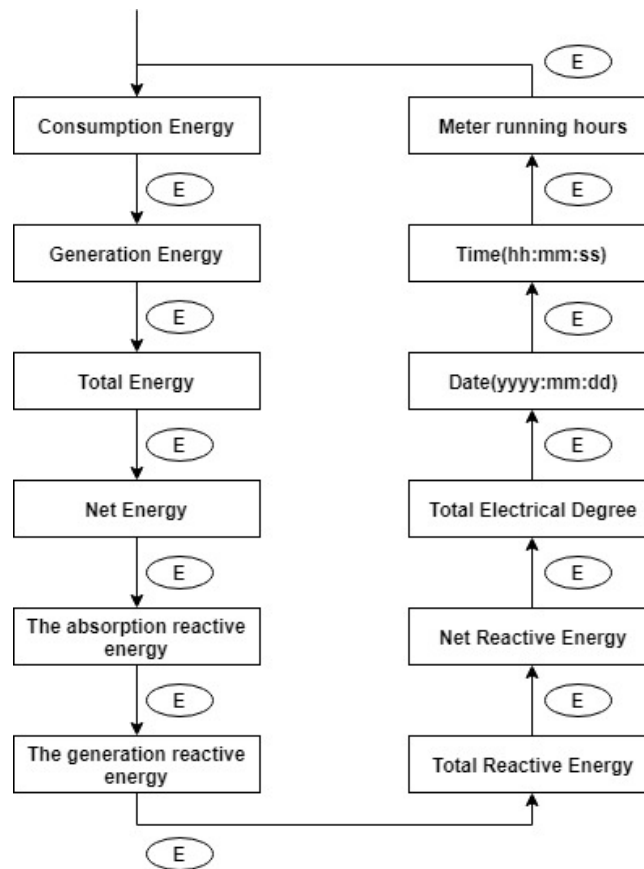 E
Consumption Energy
Meter running hours
E
E
Generation Energy
Time(hh:mm:ss)
E
E
Total Energy
Date(yyyy:mm:dd)
E
E
Net Energy
Total Electrical Degree
E
E
The absorption reactive
energy
Net Reactive Energy
E
E
The generation reactive
energy
Total Reactive Energy
E